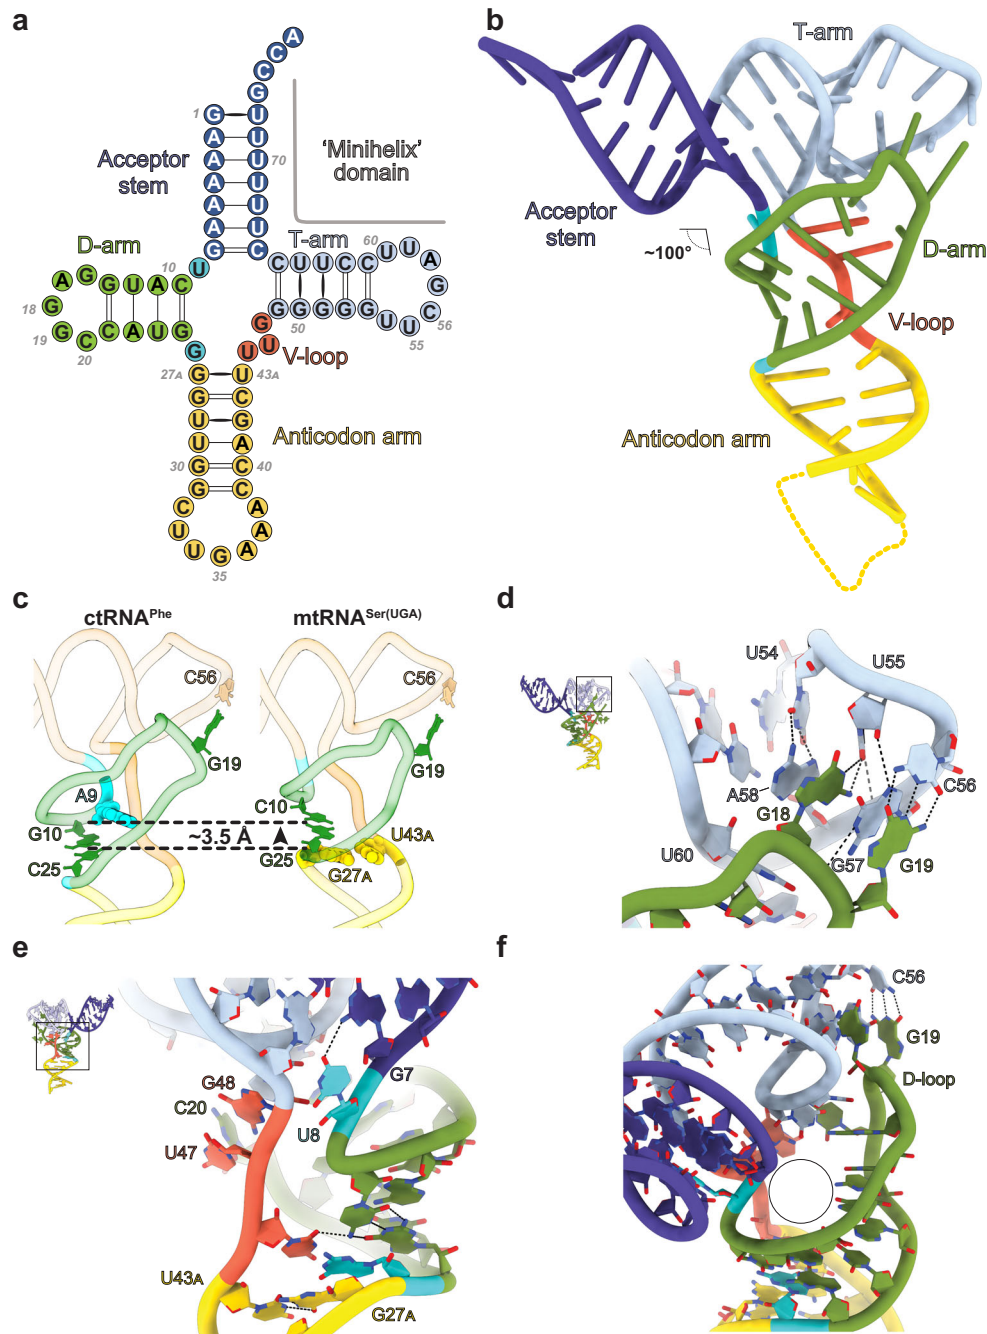 a
A
C
C
G
1 G U
A U 70
A U
A U
A U
A U
G C
Acceptor
stem
'Minihelix'
domain
D-arm
10
U
A G G U A C
18 G
19 G C C A U G
20
G
T-arm
60
C U U C C U U A
G
G G G G G U U C
50 55 56
G
U U
V-loop
27A G U 43A
G C
U G
U A
30 G C 40
G C
C A
U A
U G A
35
Anticodon arm
b
T-arm
Acceptor
stem
~100°
D-arm
V-loop
Anticodon arm
c
ctRNAPhe
mtRNASer(UGA)
C56
C56
G19
G19
A9
C10
G10
~3.5 Å
U43A
C25
G25
G27A
d
U54
U55
A58
G18
C56
U60
G57
G19
e
G48
G7
C20
U8
U47
U43A
G27A
f
C56
G19
D-loop